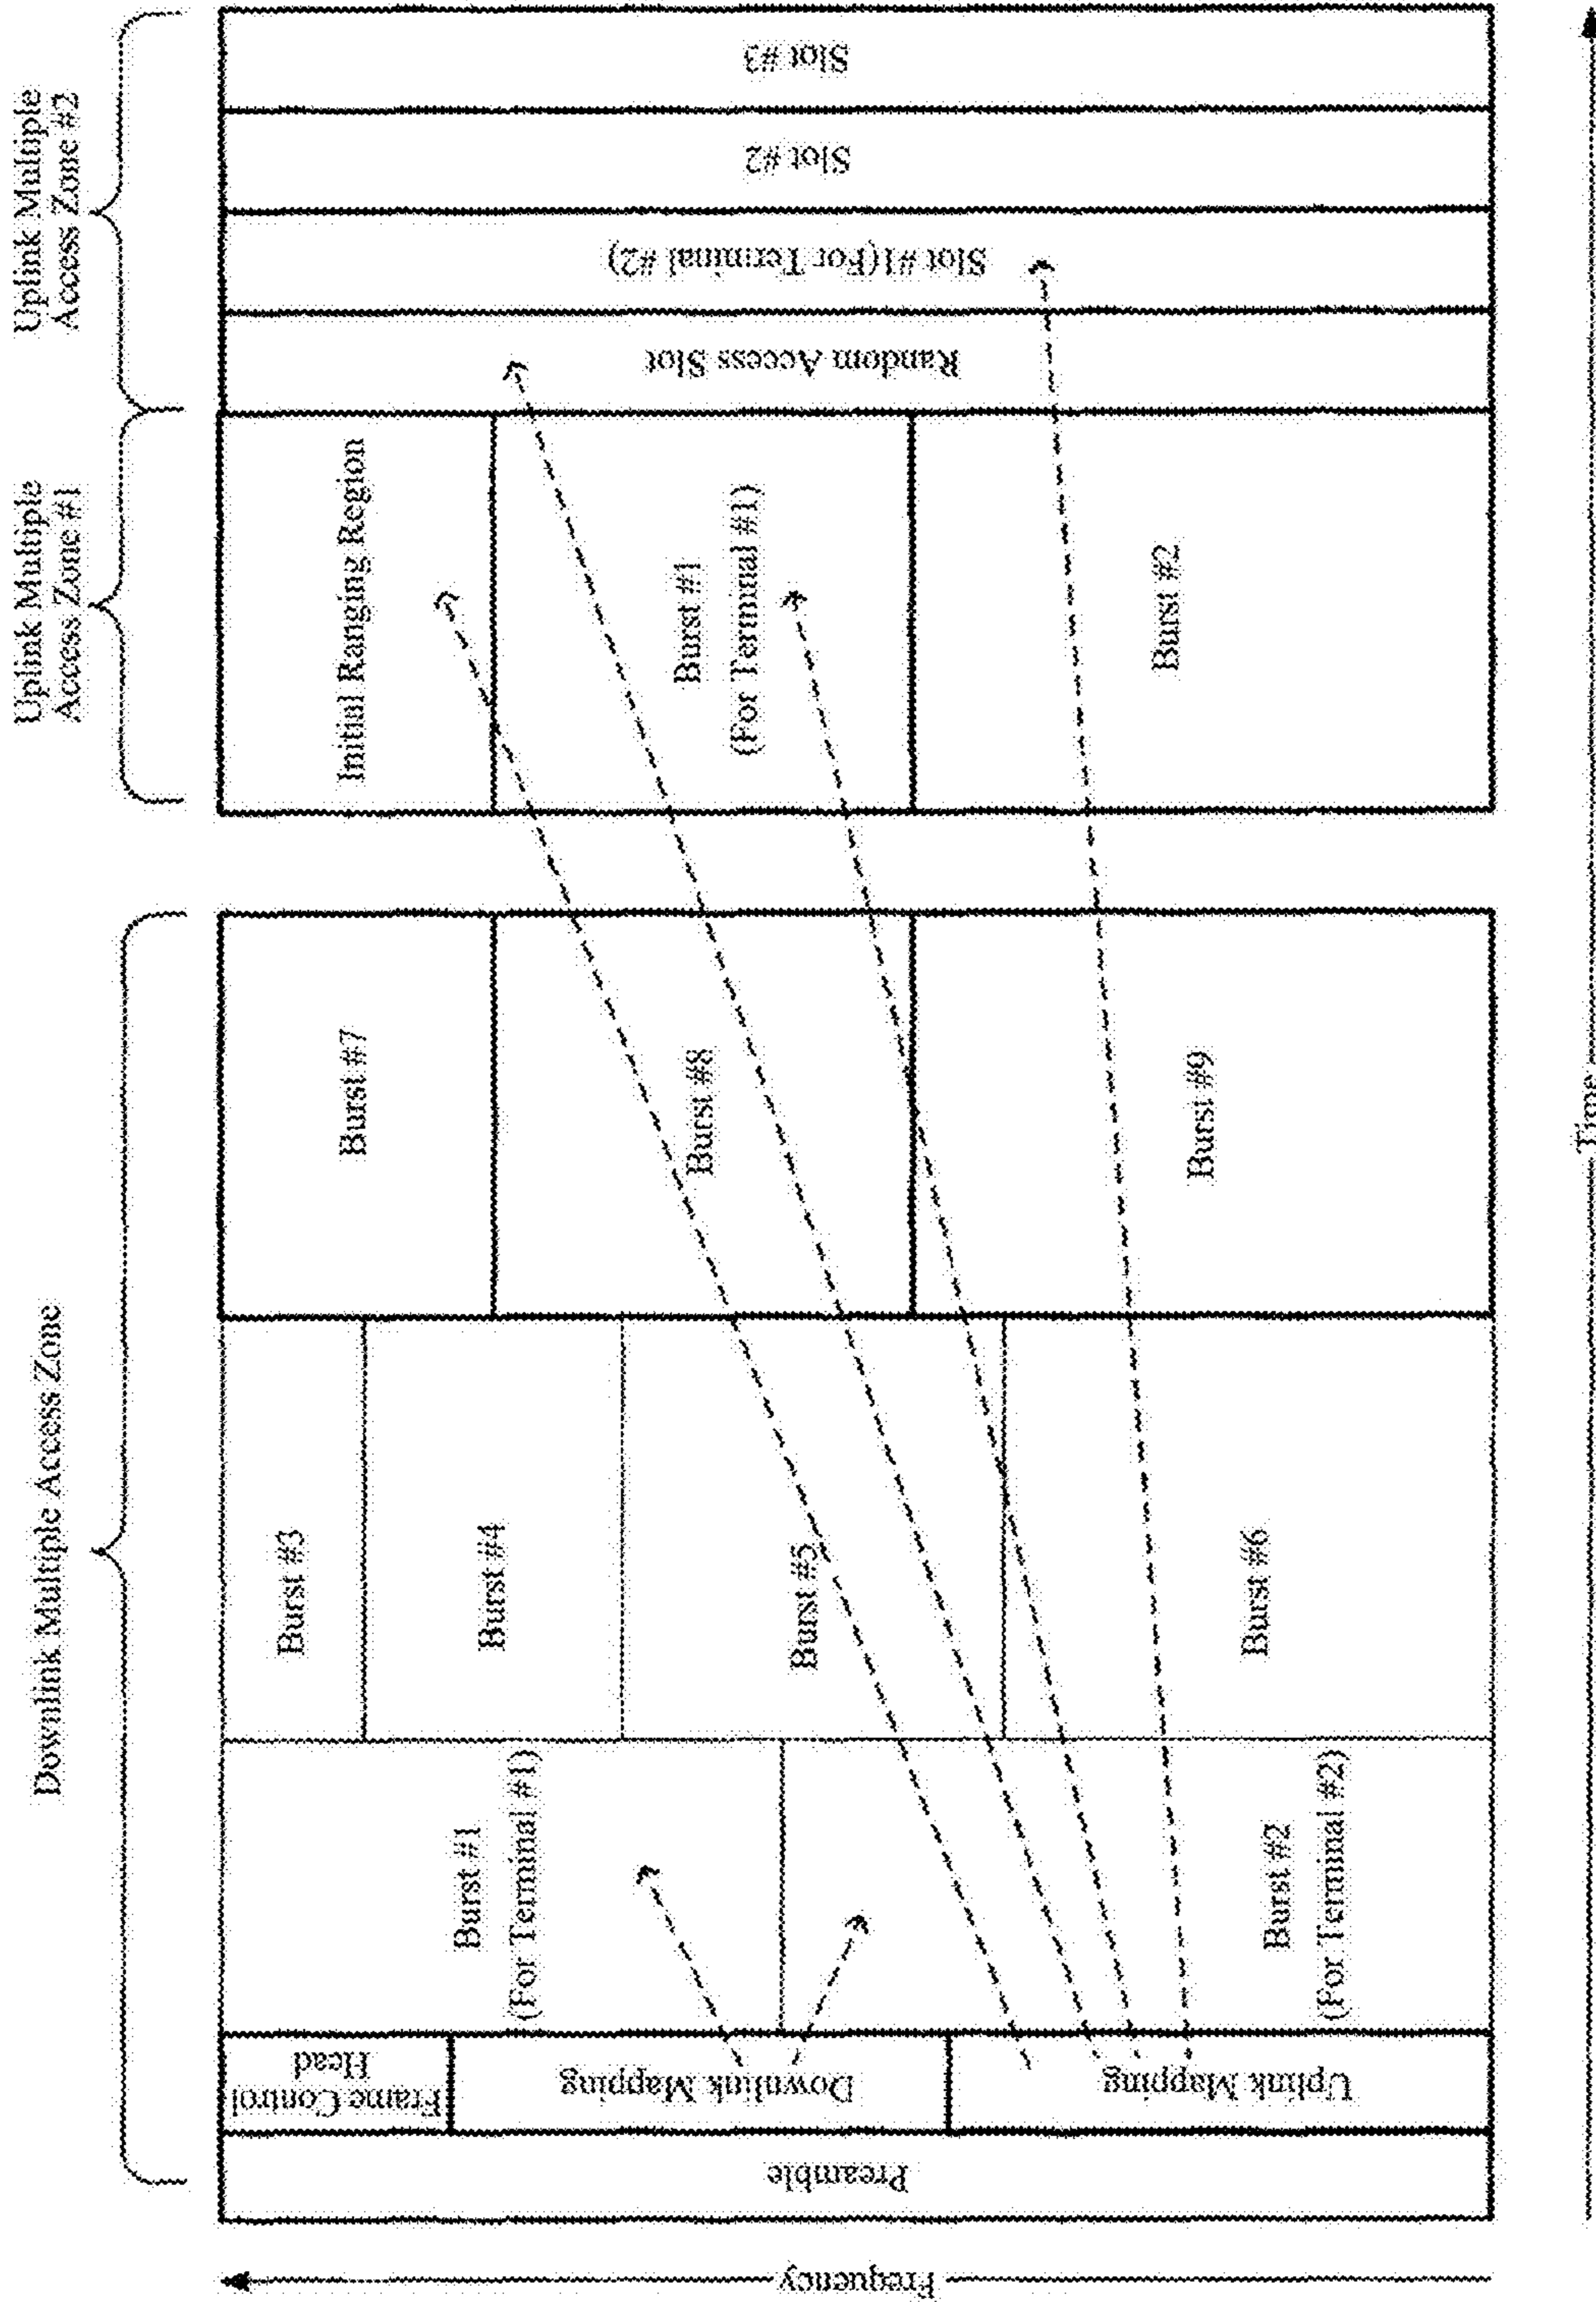 Downlink Multiple Access Zone
Uplink Multiple
Access Zone #1
Uplink Multiple
Access Zone #2
Frequency
Preamble
Frame Control
Head
Downlink Mapping
Uplink Mapping
Burst #1
(For Terminal #1)
Burst #2
(For Terminal #2)
Burst #3
Burst #4
Burst #5
Burst #6
Burst #7
Burst #8
Burst #9
Initial Ranging Region
Burst #1
(For Terminal #1)
Burst #2
Random Access Slot
Slot #1(For Terminal #2)
Slot #2
Slot #3
Time